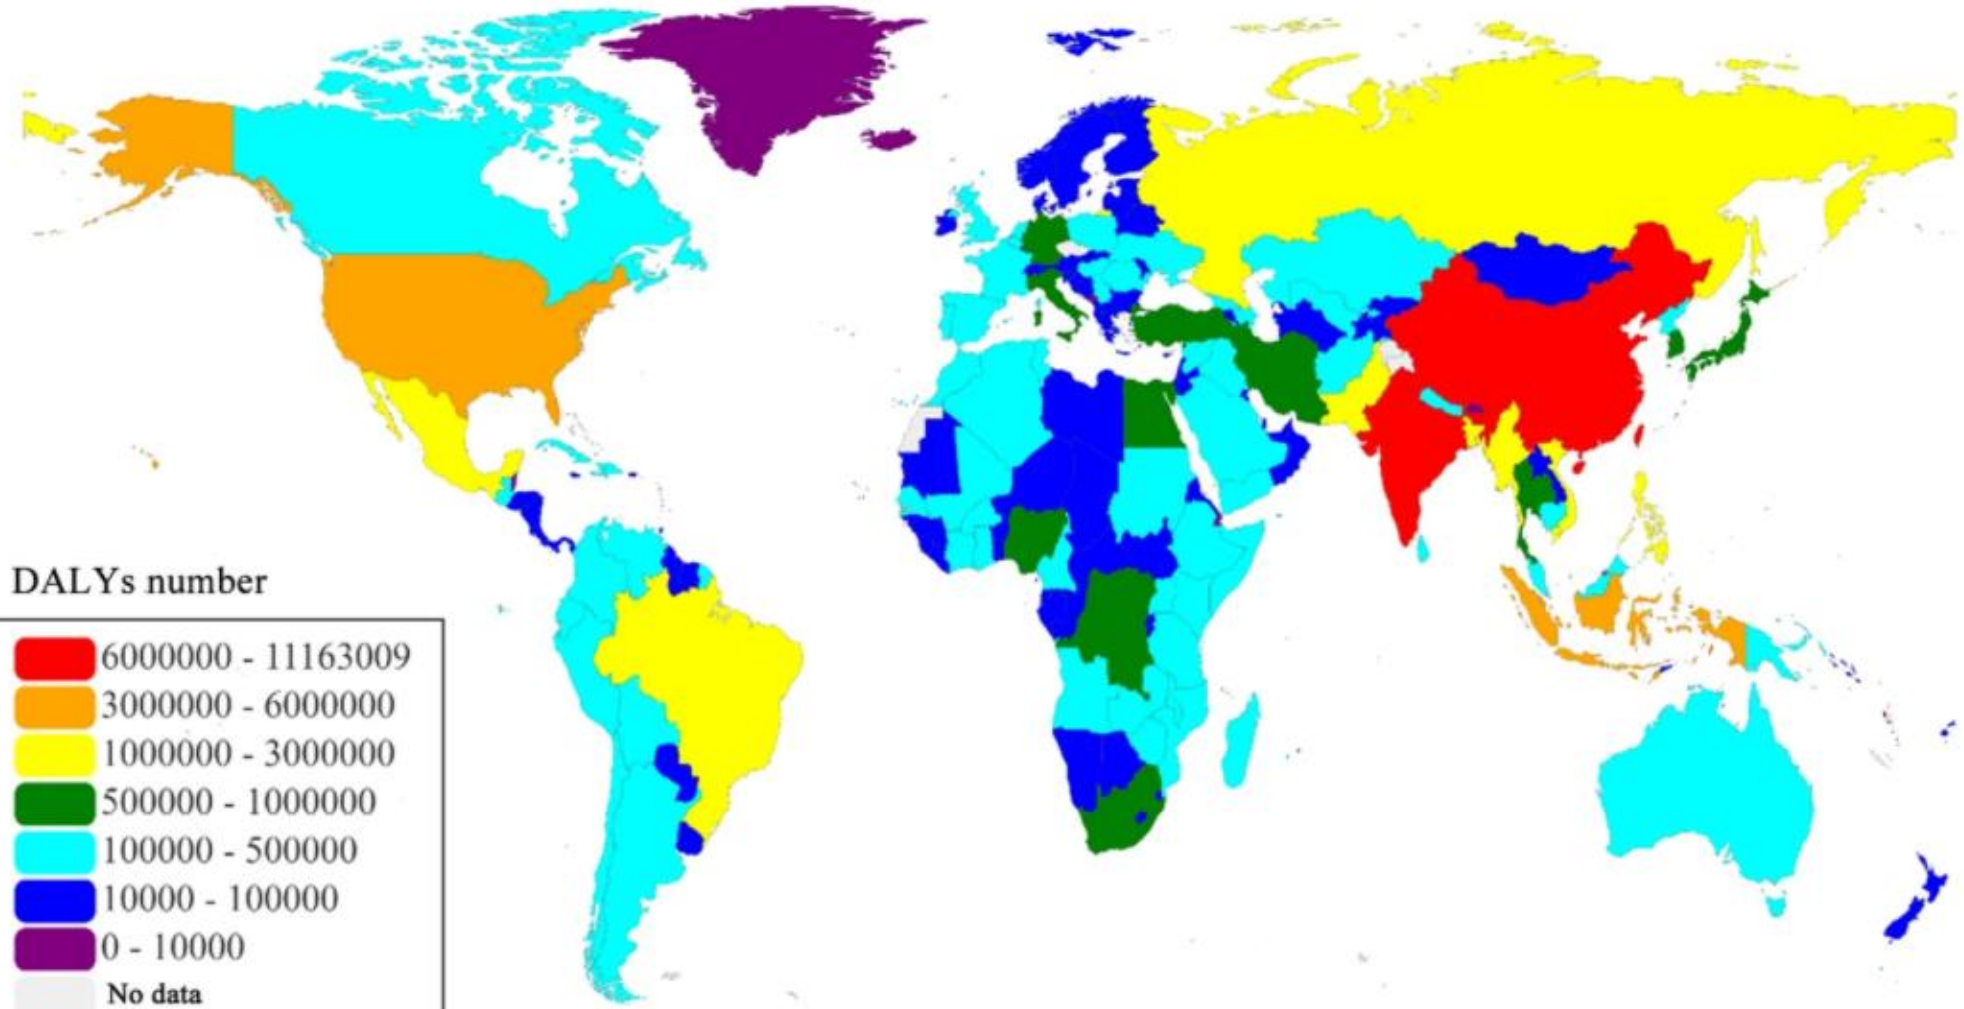 DALYs number
6000000 - 11163009
3000000 - 6000000
1000000 - 3000000
500000 - 1000000
100000 - 500000
10000 - 100000
0 - 10000
No data